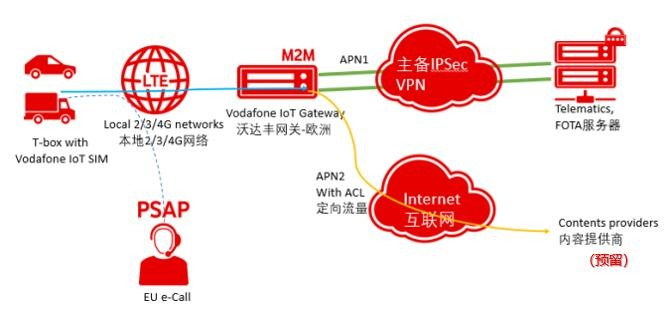 M2M
APN1
主备IPSec
VPN
LTE
T-box with
Vodafone IoT SIM
Local 2/3/4G networks
本地2/3/4G网络
Vodafone IoT Gateway
沃达丰网关-欧洲
Telematics,
FOTA服务器
APN2
With ACL
定向流量
Internet
互联网
PSAP
EU e-Call
Contents providers
内容提供商
(预留)